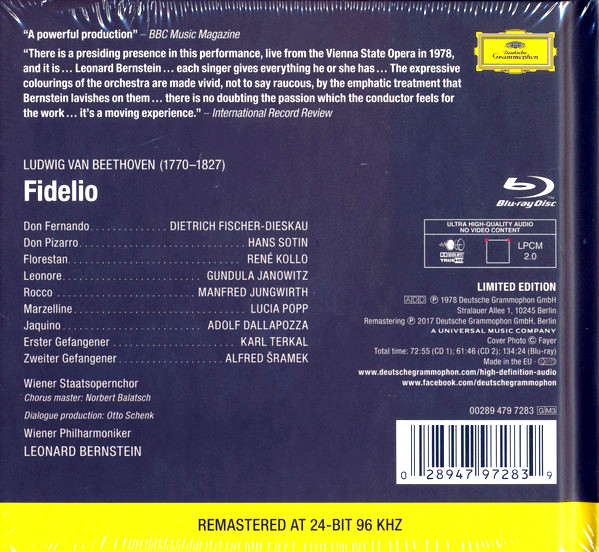 “A powerful production” – BBC Music Magazine
“There is a presiding presence in this performance, live from the Vienna State Opera in 1978,
and it is ... Leonard Bernstein ... each singer gives everything he or she has ... The expressive
colourings of the orchestra are made vivid, not to say raucous, by the emphatic treatment that
Bernstein lavishes on them ... there is no doubting the passion which the conductor feels for
the work ... it’s a moving experience.” – International Record Review
Deutsche
Grammophon
LUDWIG VAN BEETHOVEN (1770–1827)
Fidelio
Don Fernando ... DIETRICH FISCHER-DIESKAU
Don Pizarro ... HANS SOTIN
Florestan ... RENÉ KOLLO
Leonore ... GUNDULA JANOWITZ
Rocco ... MANFRED JUNGWIRTH
Marzelline ... LUCIA POPP
Jaquino ... ADOLF DALLAPOZZA
Erster Gefangener ... KARL TERKAL
Zweiter Gefangener ... ALFRED ŠRAMEK
Wiener Staatsopernchor
Chorus master: Norbert Balatsch
Dialogue production: Otto Schenk
Wiener Philharmoniker
LEONARD BERNSTEIN
Blu-ray Disc™
ULTRA HIGH-QUALITY AUDIO
NO VIDEO CONTENT
DOLBY
TRUEHD
LPCM
2.0
LIMITED EDITION
ADD ℗ 1978 Deutsche Grammophon GmbH
Stralauer Allee 1, 10245 Berlin
Remastering ℗ 2017 Deutsche Grammophon GmbH, Berlin
A UNIVERSAL MUSIC COMPANY
Cover Photo © Fayer
Total time: 72:55 (CD 1); 61:46 (CD 2); 134:24 (Blu-ray)
Made in the EU
www.deutschegrammophon.com/high-definition-audio
www.facebook.com/deutschegrammophon
00289 479 7283 GM3
0 28947 97283 9
REMASTERED AT 24-BIT 96 KHZ